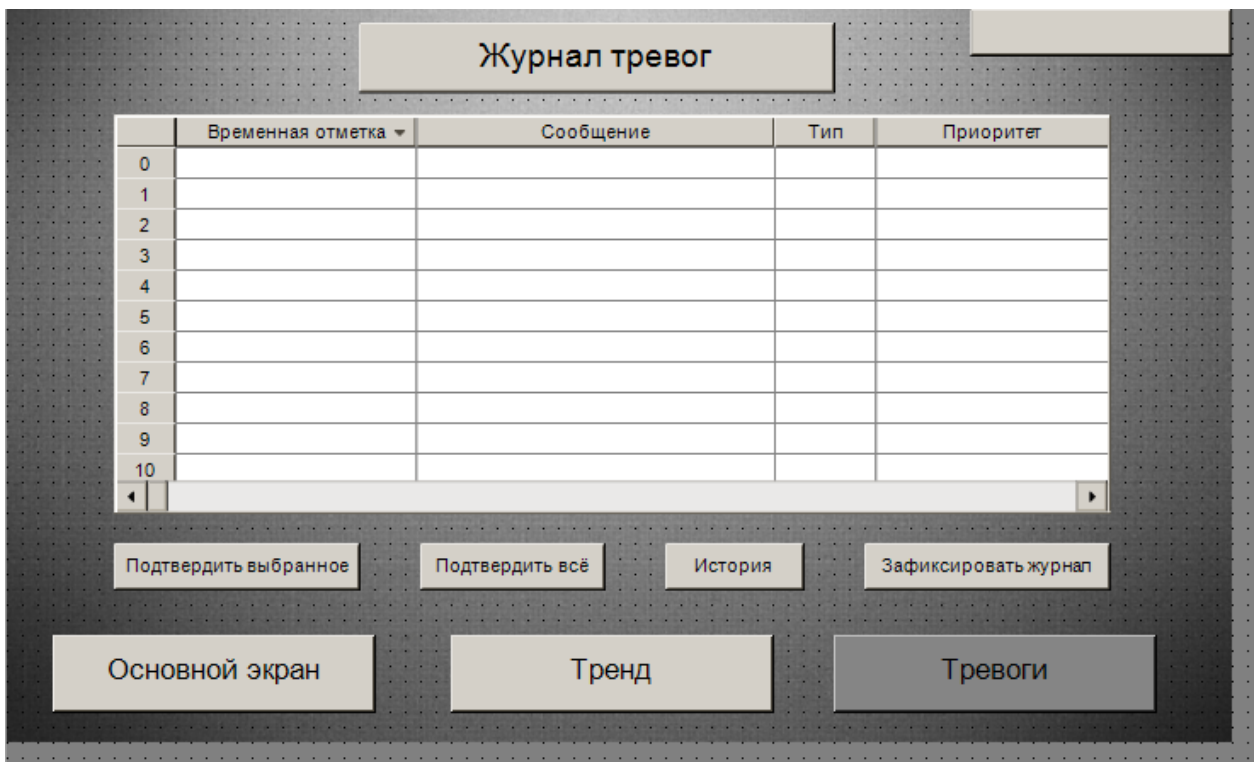 Журнал тревог
Временная отметка Сообщение Тип Приоритет
0
1
2
3
4
5
6
7
8
9
10
Подтвердить выбранное Подтвердить всё История Зафиксировать журнал
Основной экран Тренд Тревоги